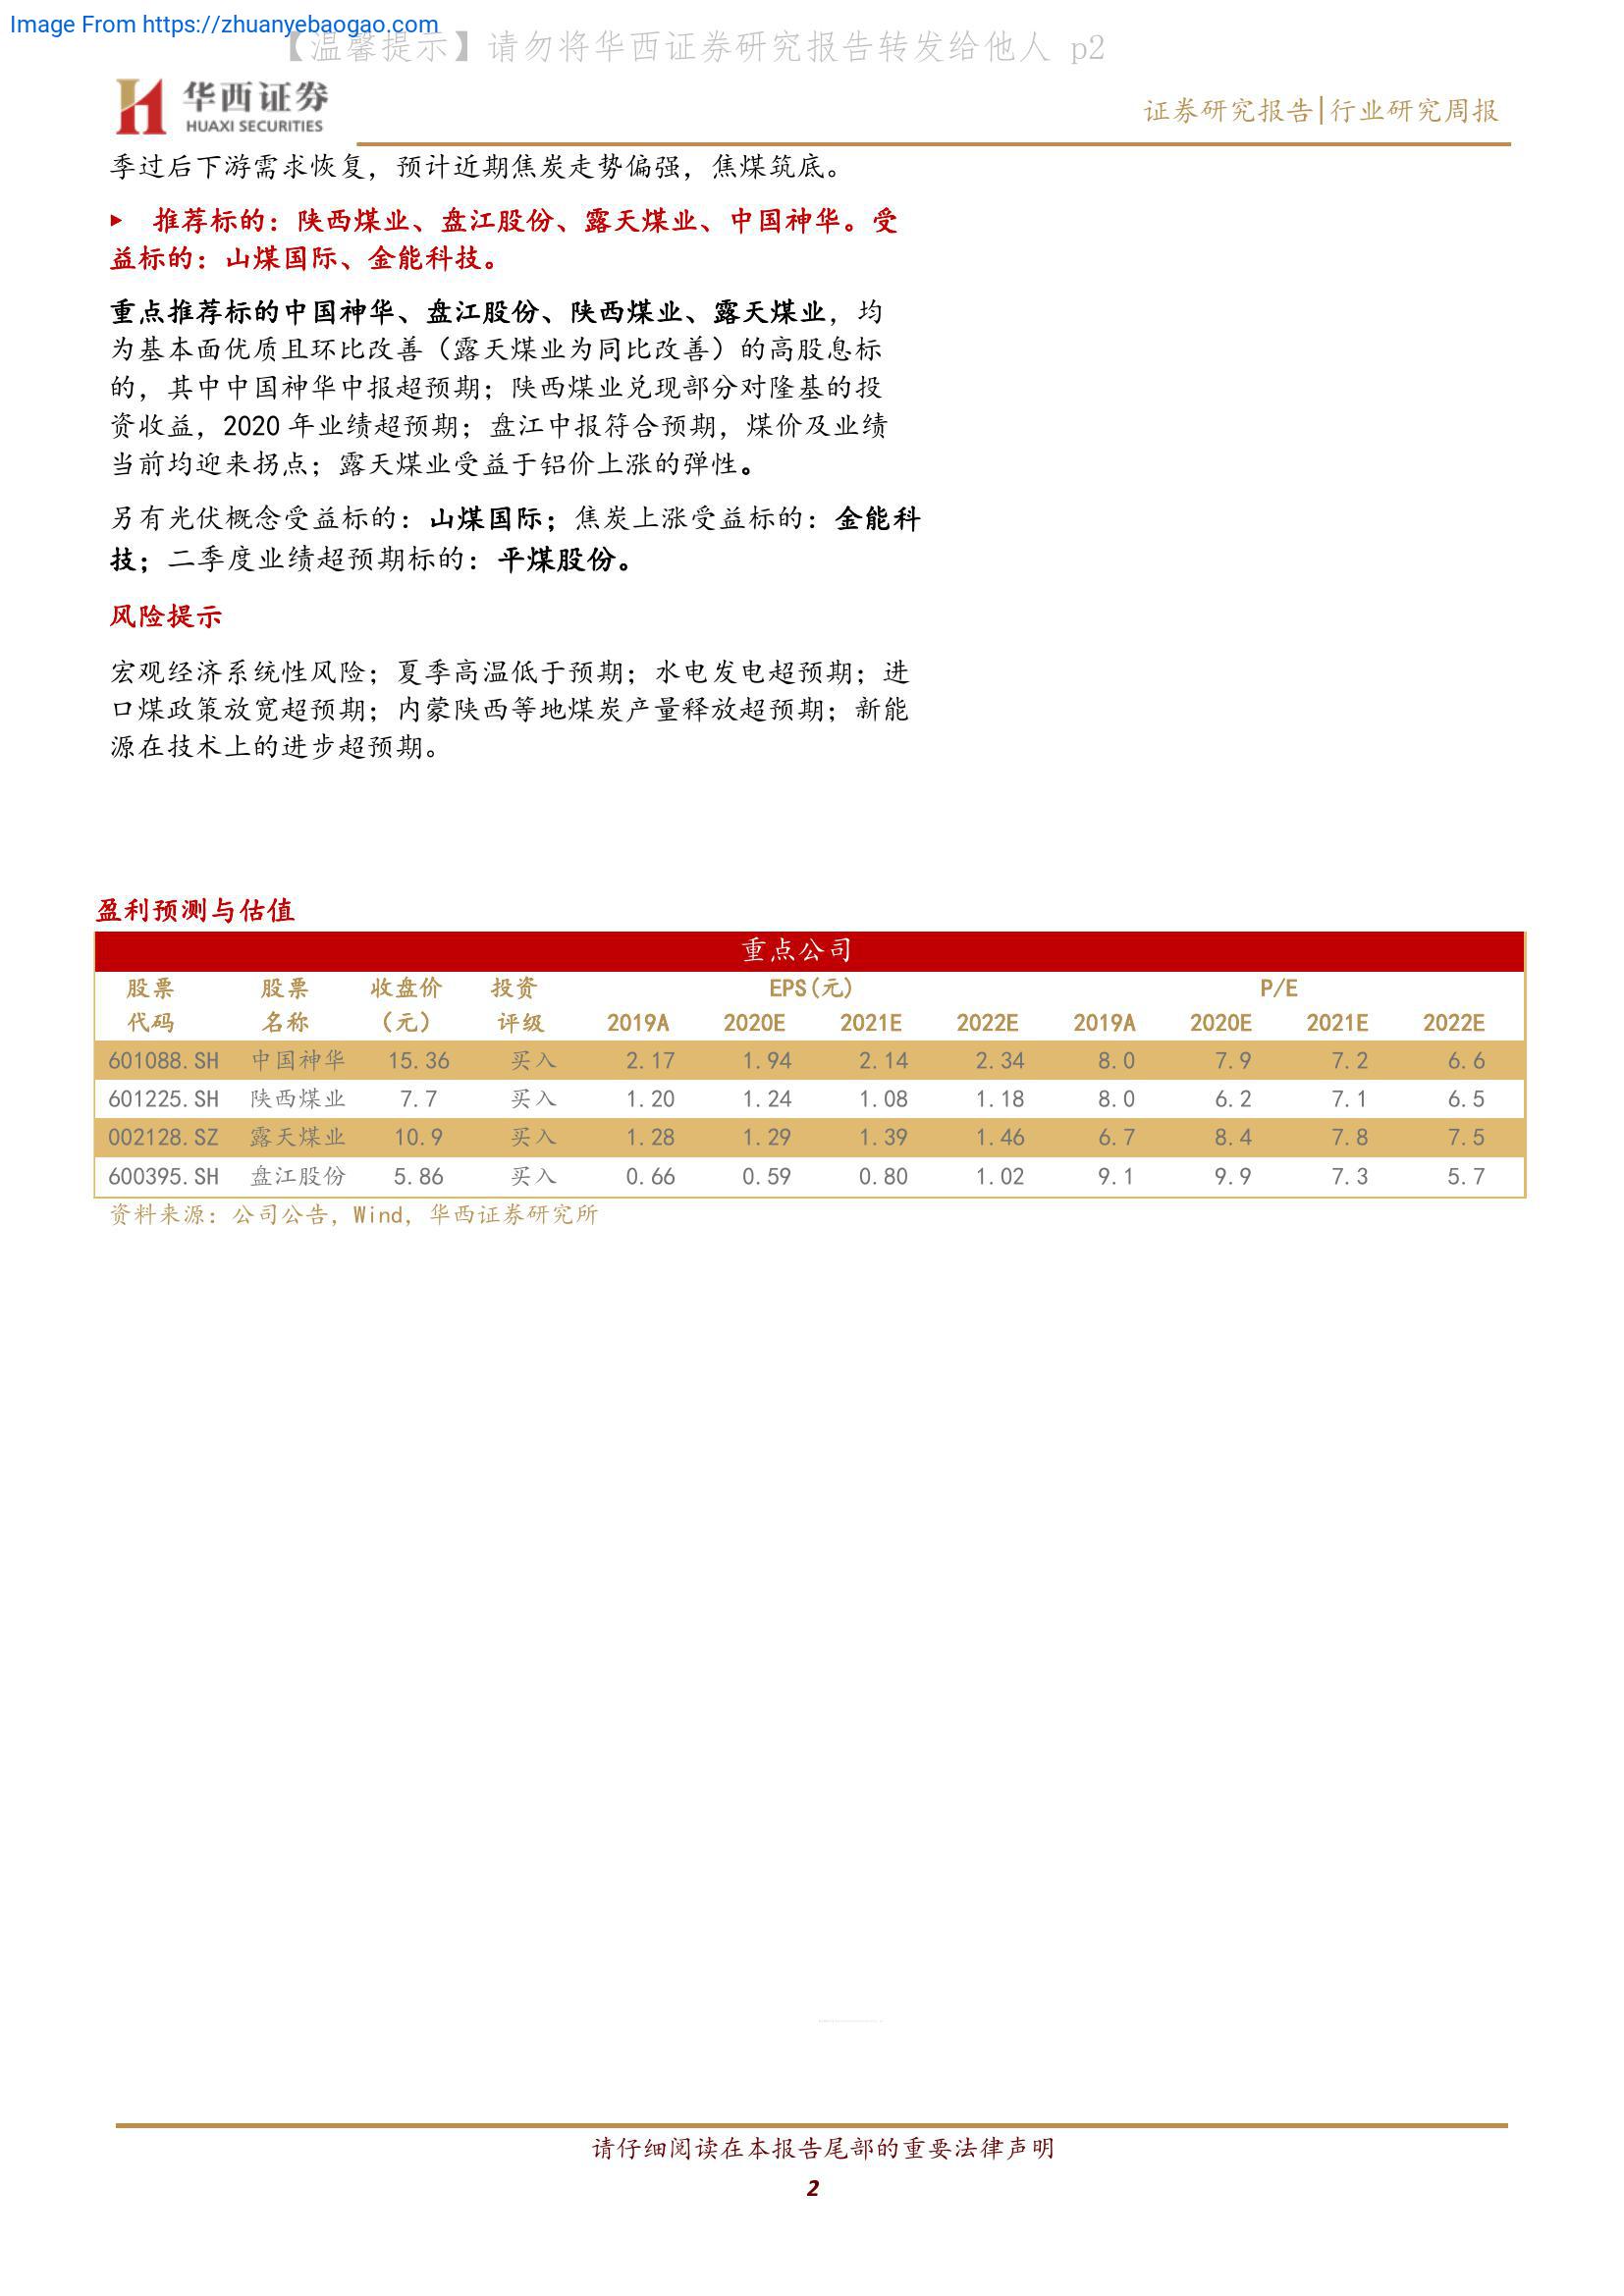 Image From https://zhuanyebaogao.com
【温馨提示】请勿将华西证券研究报告转发给他人 p2
华西证券
HUAXI SECURITIES
证券研究报告|行业研究周报
季过后下游需求恢复，预计近期焦炭走势偏强，焦煤筑底。
▶ 推荐标的：陕西煤业、盘江股份、露天煤业、中国神华。受
益标的：山煤国际、金能科技。
重点推荐标的中国神华、盘江股份、陕西煤业、露天煤业，均
为基本面优质且环比改善（露天煤业为同比改善）的高股息标
的，其中中国神华中报超预期；陕西煤业兑现部分对隆基的投
资收益，2020 年业绩超预期；盘江中报符合预期，煤价及业绩
当前均迎来拐点；露天煤业受益于铝价上涨的弹性。
另有光伏概念受益标的：山煤国际；焦炭上涨受益标的：金能科
技；二季度业绩超预期标的：平煤股份。
风险提示
宏观经济系统性风险；夏季高温低于预期；水电发电超预期；进
口煤政策放宽超预期；内蒙陕西等地煤炭产量释放超预期；新能
源在技术上的进步超预期。
盈利预测与估值
重点公司
股票 股票 收盘价 投资 EPS(元) P/E
代码 名称 （元） 评级 2019A 2020E 2021E 2022E 2019A 2020E 2021E 2022E
601088.SH 中国神华 15.36 买入 2.17 1.94 2.14 2.34 8.0 7.9 7.2 6.6
601225.SH 陕西煤业 7.7 买入 1.20 1.24 1.08 1.18 8.0 6.2 7.1 6.5
002128.SZ 露天煤业 10.9 买入 1.28 1.29 1.39 1.46 6.7 8.4 7.8 7.5
600395.SH 盘江股份 5.86 买入 0.66 0.59 0.80 1.02 9.1 9.9 7.3 5.7
资料来源：公司公告，Wind，华西证券研究所
请仔细阅读在本报告尾部的重要法律声明
2